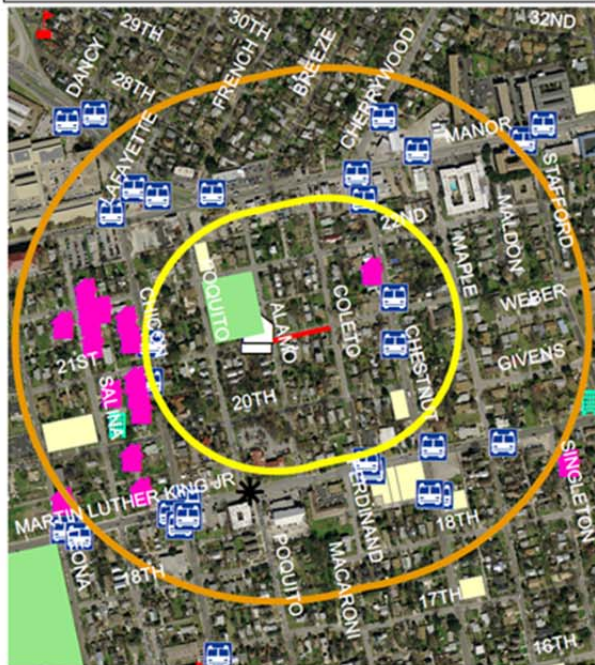 29TH
30TH
32ND
DANCY
28TH
FRENCH
BREEZE
CHERRYWOOD
LAFAYETTE
MANOR
STAFFORD
22ND
MALDON
MAPLE
POQUITO
WEBER
CHICON
ALAMO
COLETO
21ST
GIVENS
CHESTNUT
SALINA
20TH
SINGLETON
MARTIN LUTHER KING JR
FERDINAND
18TH
POQUITO
MACARONI
18TH
17TH
16TH